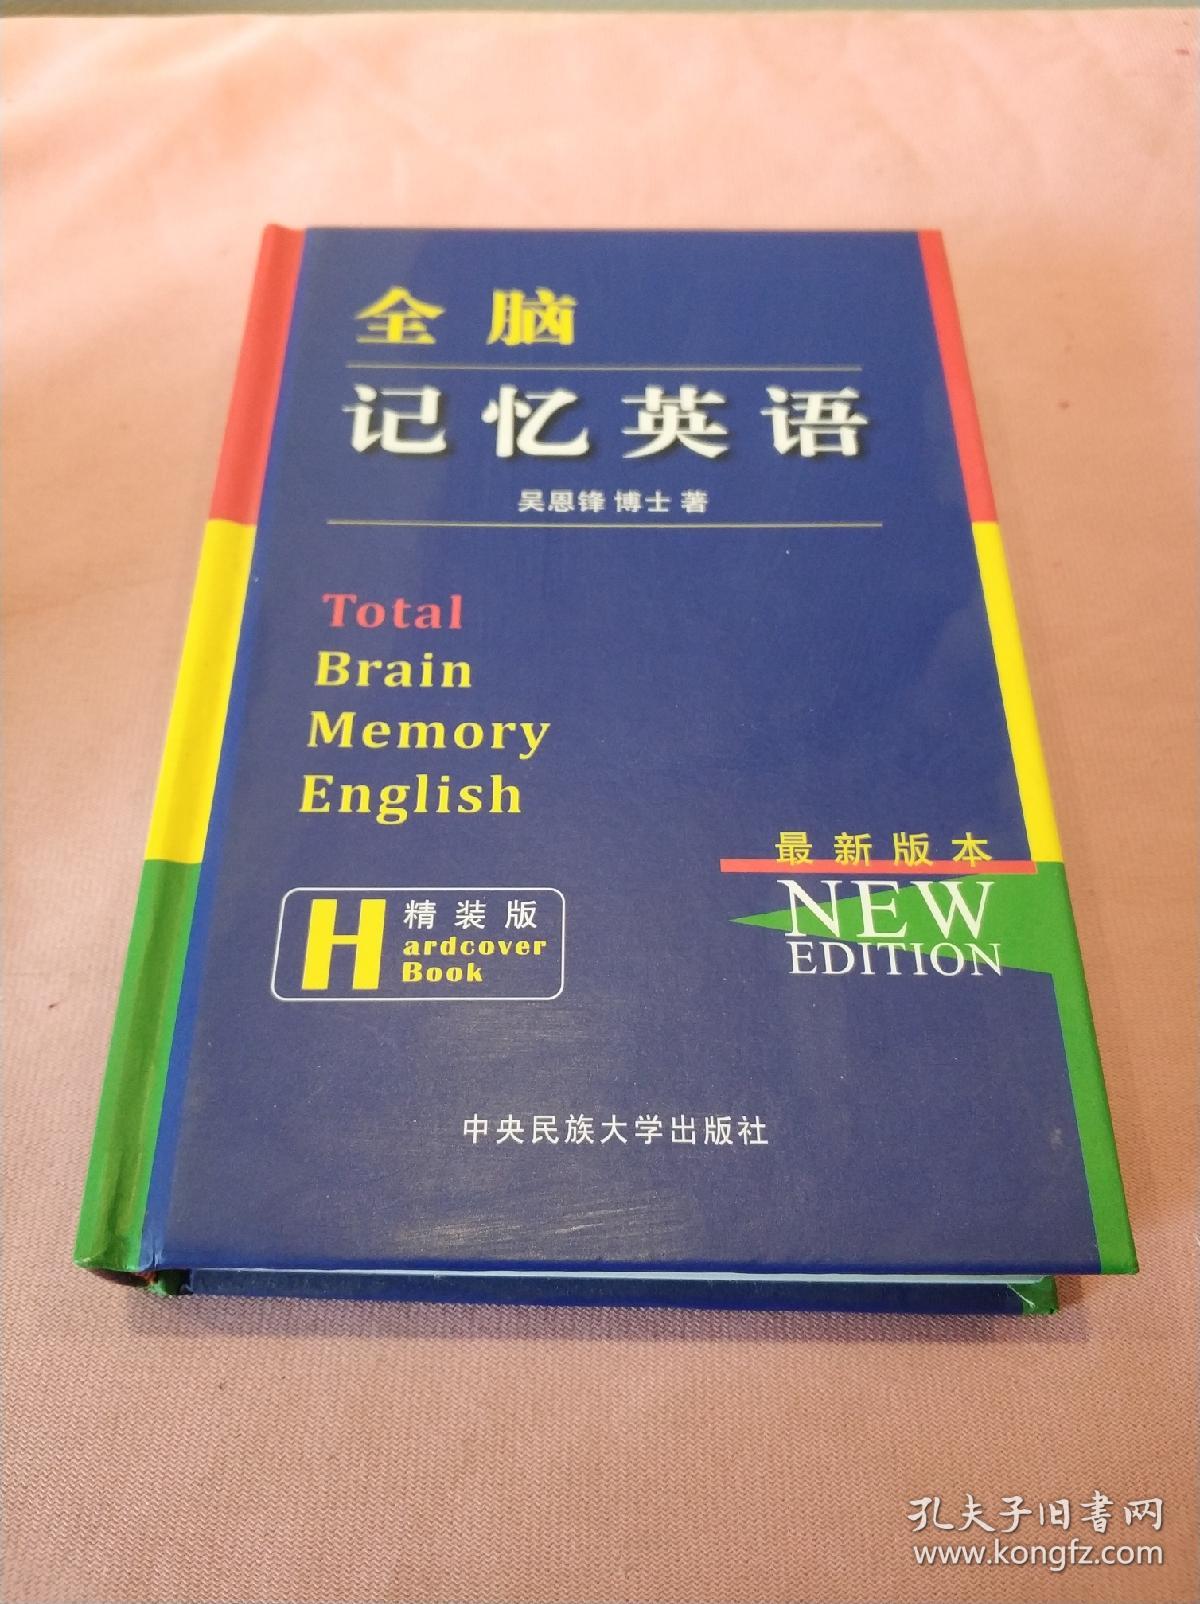 全脑
记忆英语
吴恩锋 博士 著
Total
Brain
Memory
English
最新版本
NEW
EDITION
H 精装版
ardcover
Book
中央民族大学出版社
孔夫子旧书网
www.kongfz.com